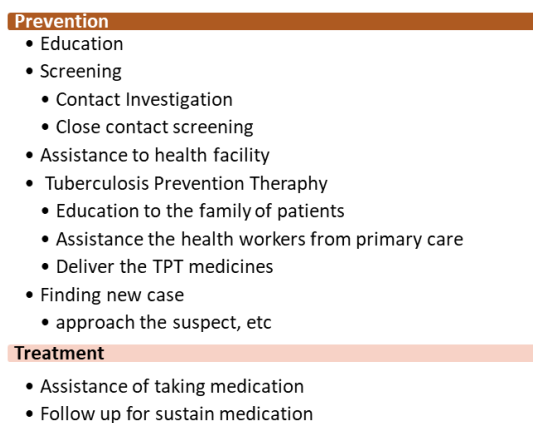 Prevention
• Education
• Screening
• Contact Investigation
• Close contact screening
• Assistance to health facility
• Tuberculosis Prevention Theraphy
• Education to the family of patients
• Assistance the health workers from primary care
• Deliver the TPT medicines
• Finding new case
• approach the suspect, etc
Treatment
• Assistance of taking medication
• Follow up for sustain medication